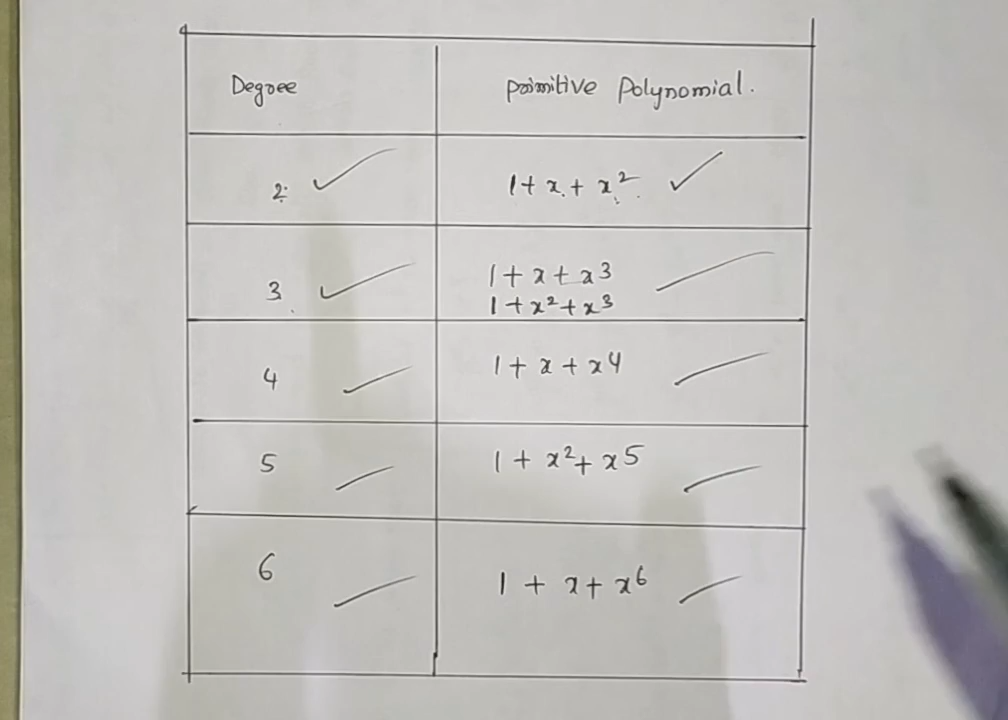 Degree primitive Polynomial.
2 1 + x + x²
3 1 + x + x³
1 + x² + x³
4 1 + x + x⁴
5 1 + x² + x⁵
6 1 + x + x⁶